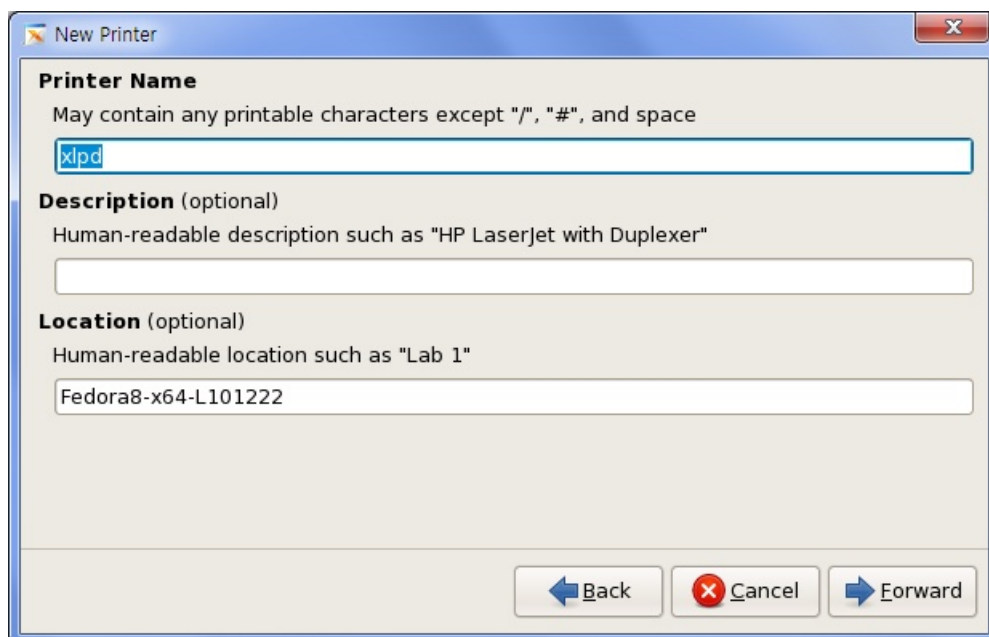 New Printer
Printer Name
May contain any printable characters except "/", "#", and space
xlpd
Description (optional)
Human-readable description such as "HP LaserJet with Duplexer"
Location (optional)
Human-readable location such as "Lab 1"
Fedora8-x64-L101222
Back Cancel Forward